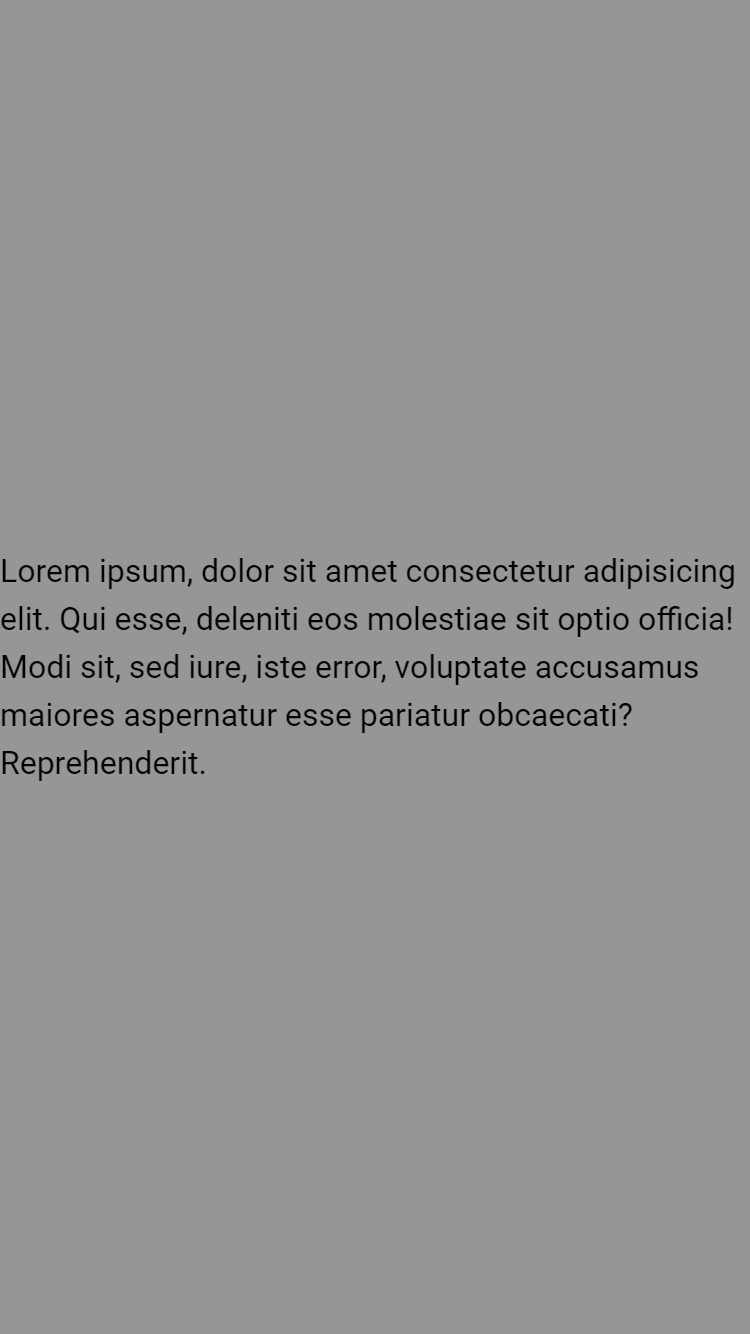 Lorem ipsum, dolor sit amet consectetur adipisicing
elit. Qui esse, deleniti eos molestiae sit optio officia!
Modi sit, sed iure, iste error, voluptate accusamus
maiores aspernatur esse pariatur obcaecati?
Reprehenderit.